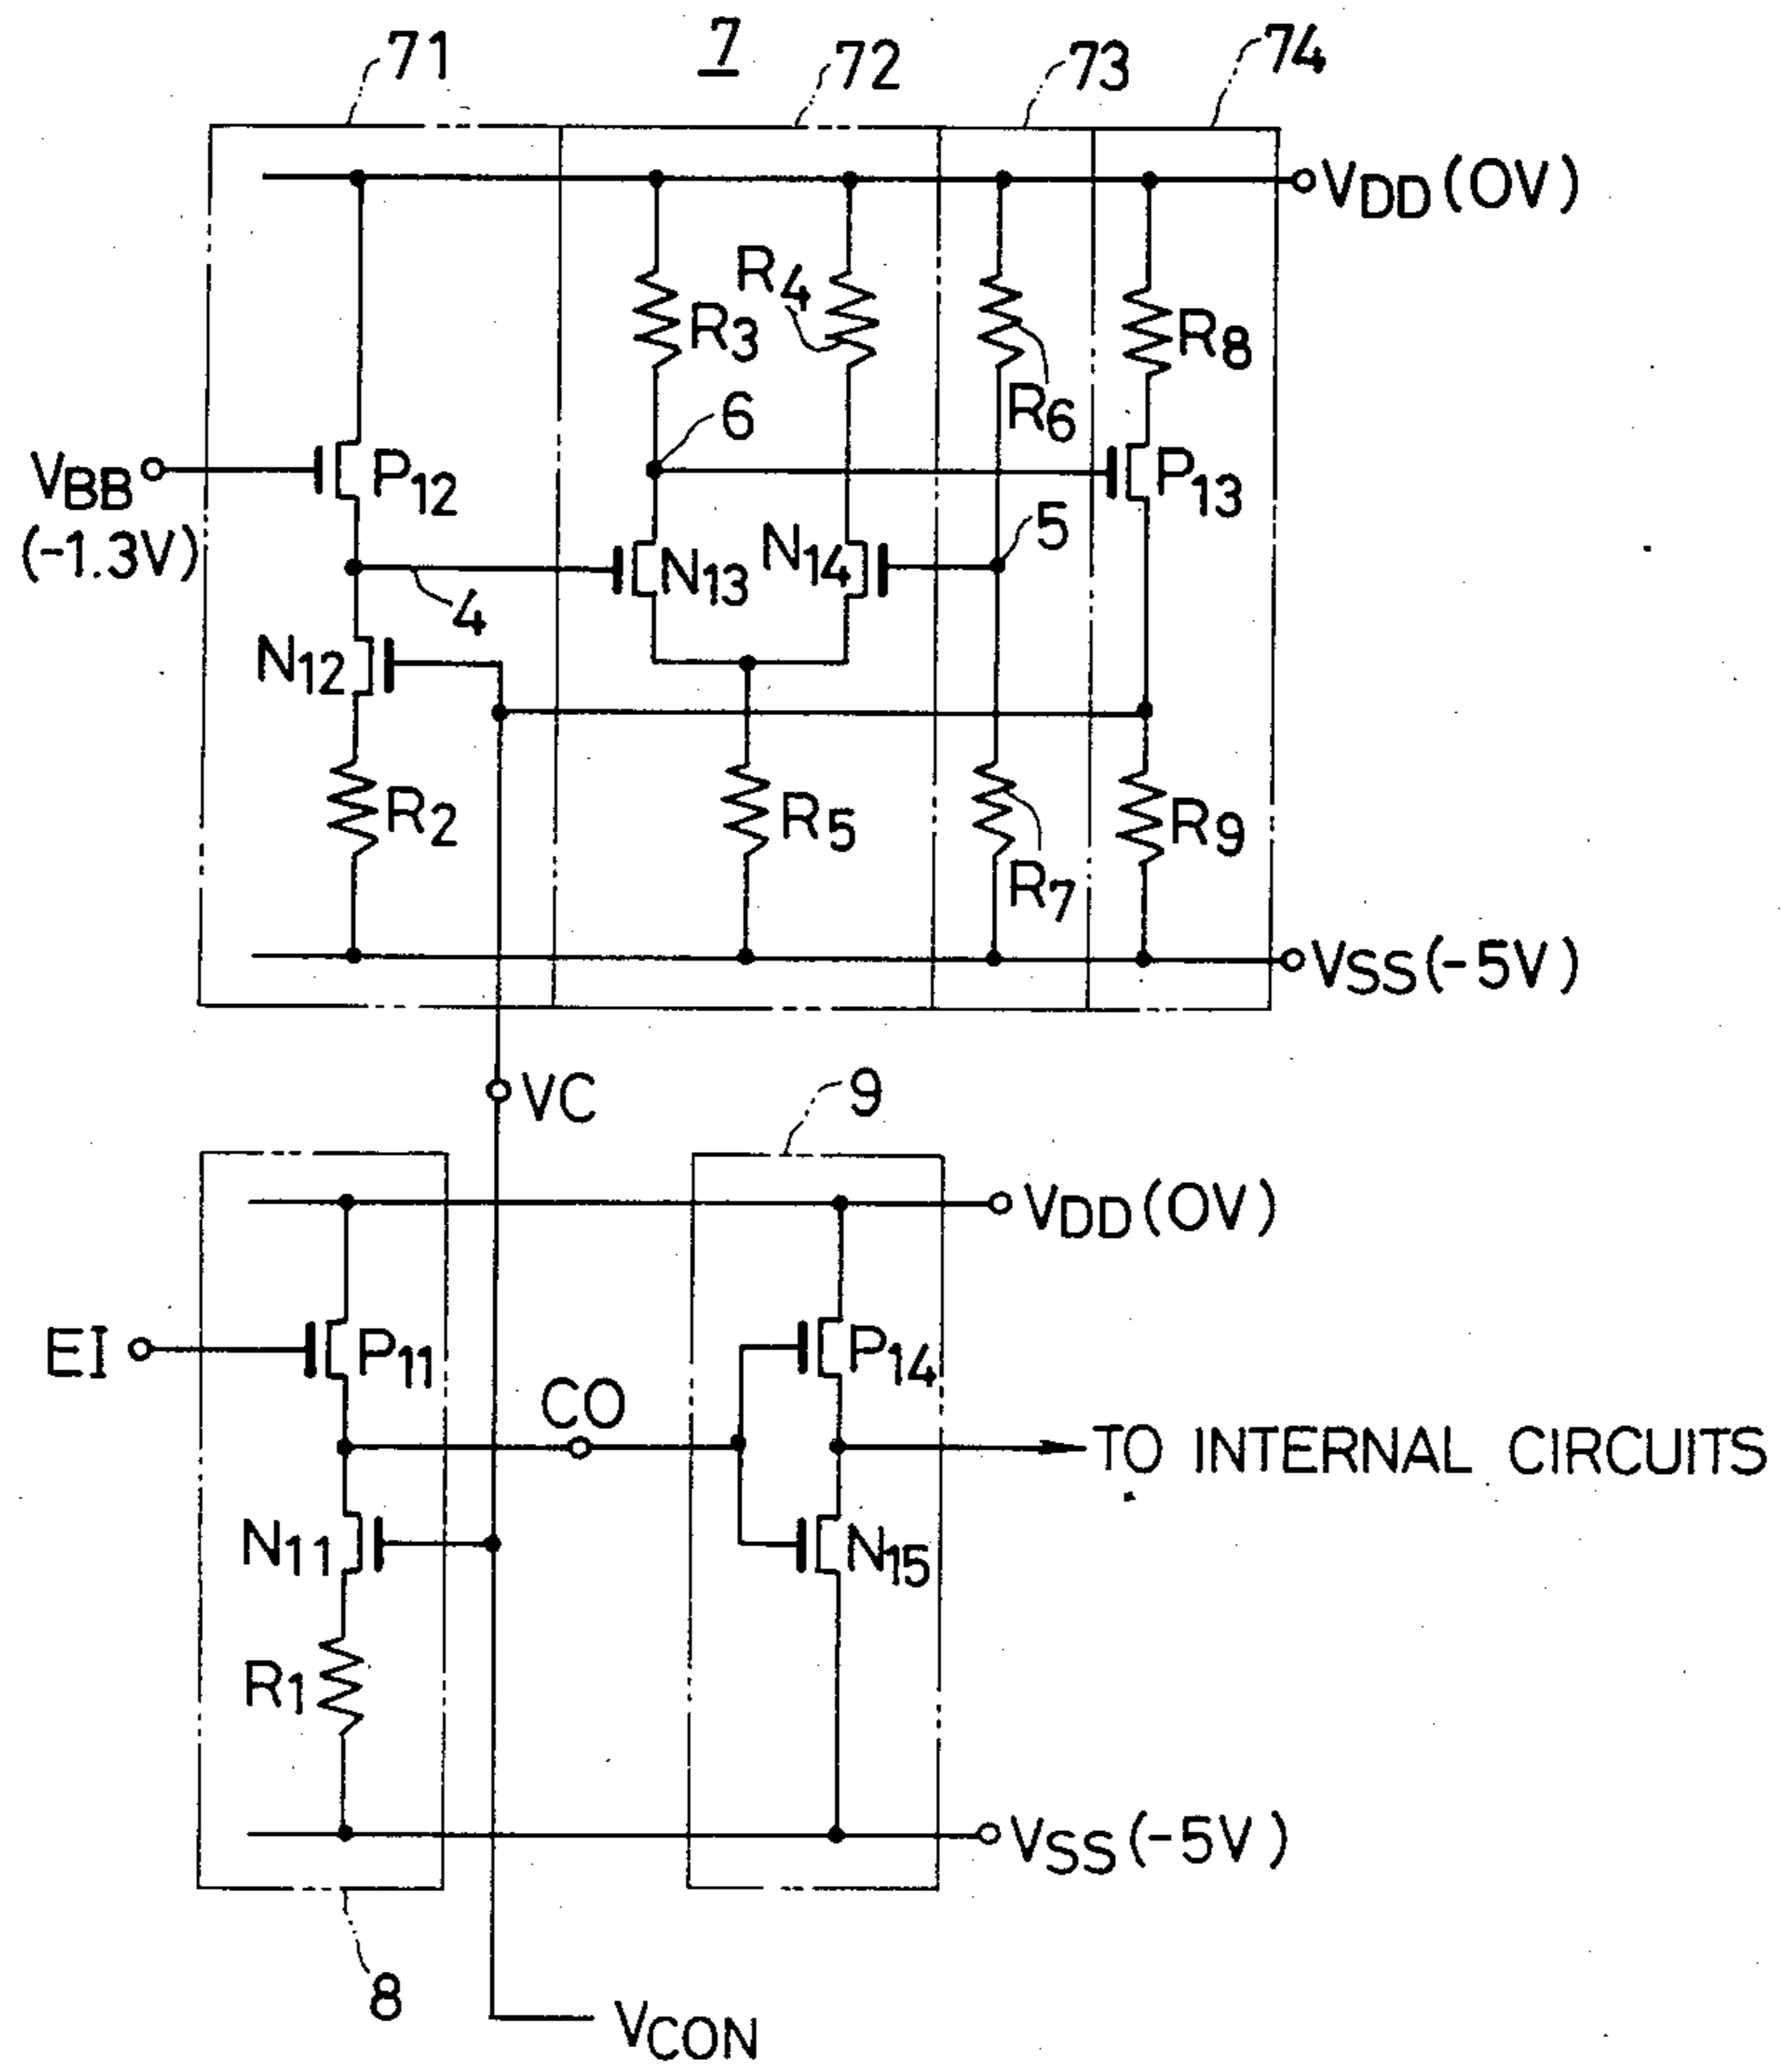 7
71
72
73
74
VDD(0V)
R3
R4
R6
R8
6
VBB
(-1.3V)
P12
P13
5
N13
N14
4
N12
R2
R5
R7
R9
VSS(-5V)
VC
9
VDD(0V)
EI
P11
P14
CO
TO INTERNAL CIRCUITS
N11
N15
R1
VSS(-5V)
8
VCON